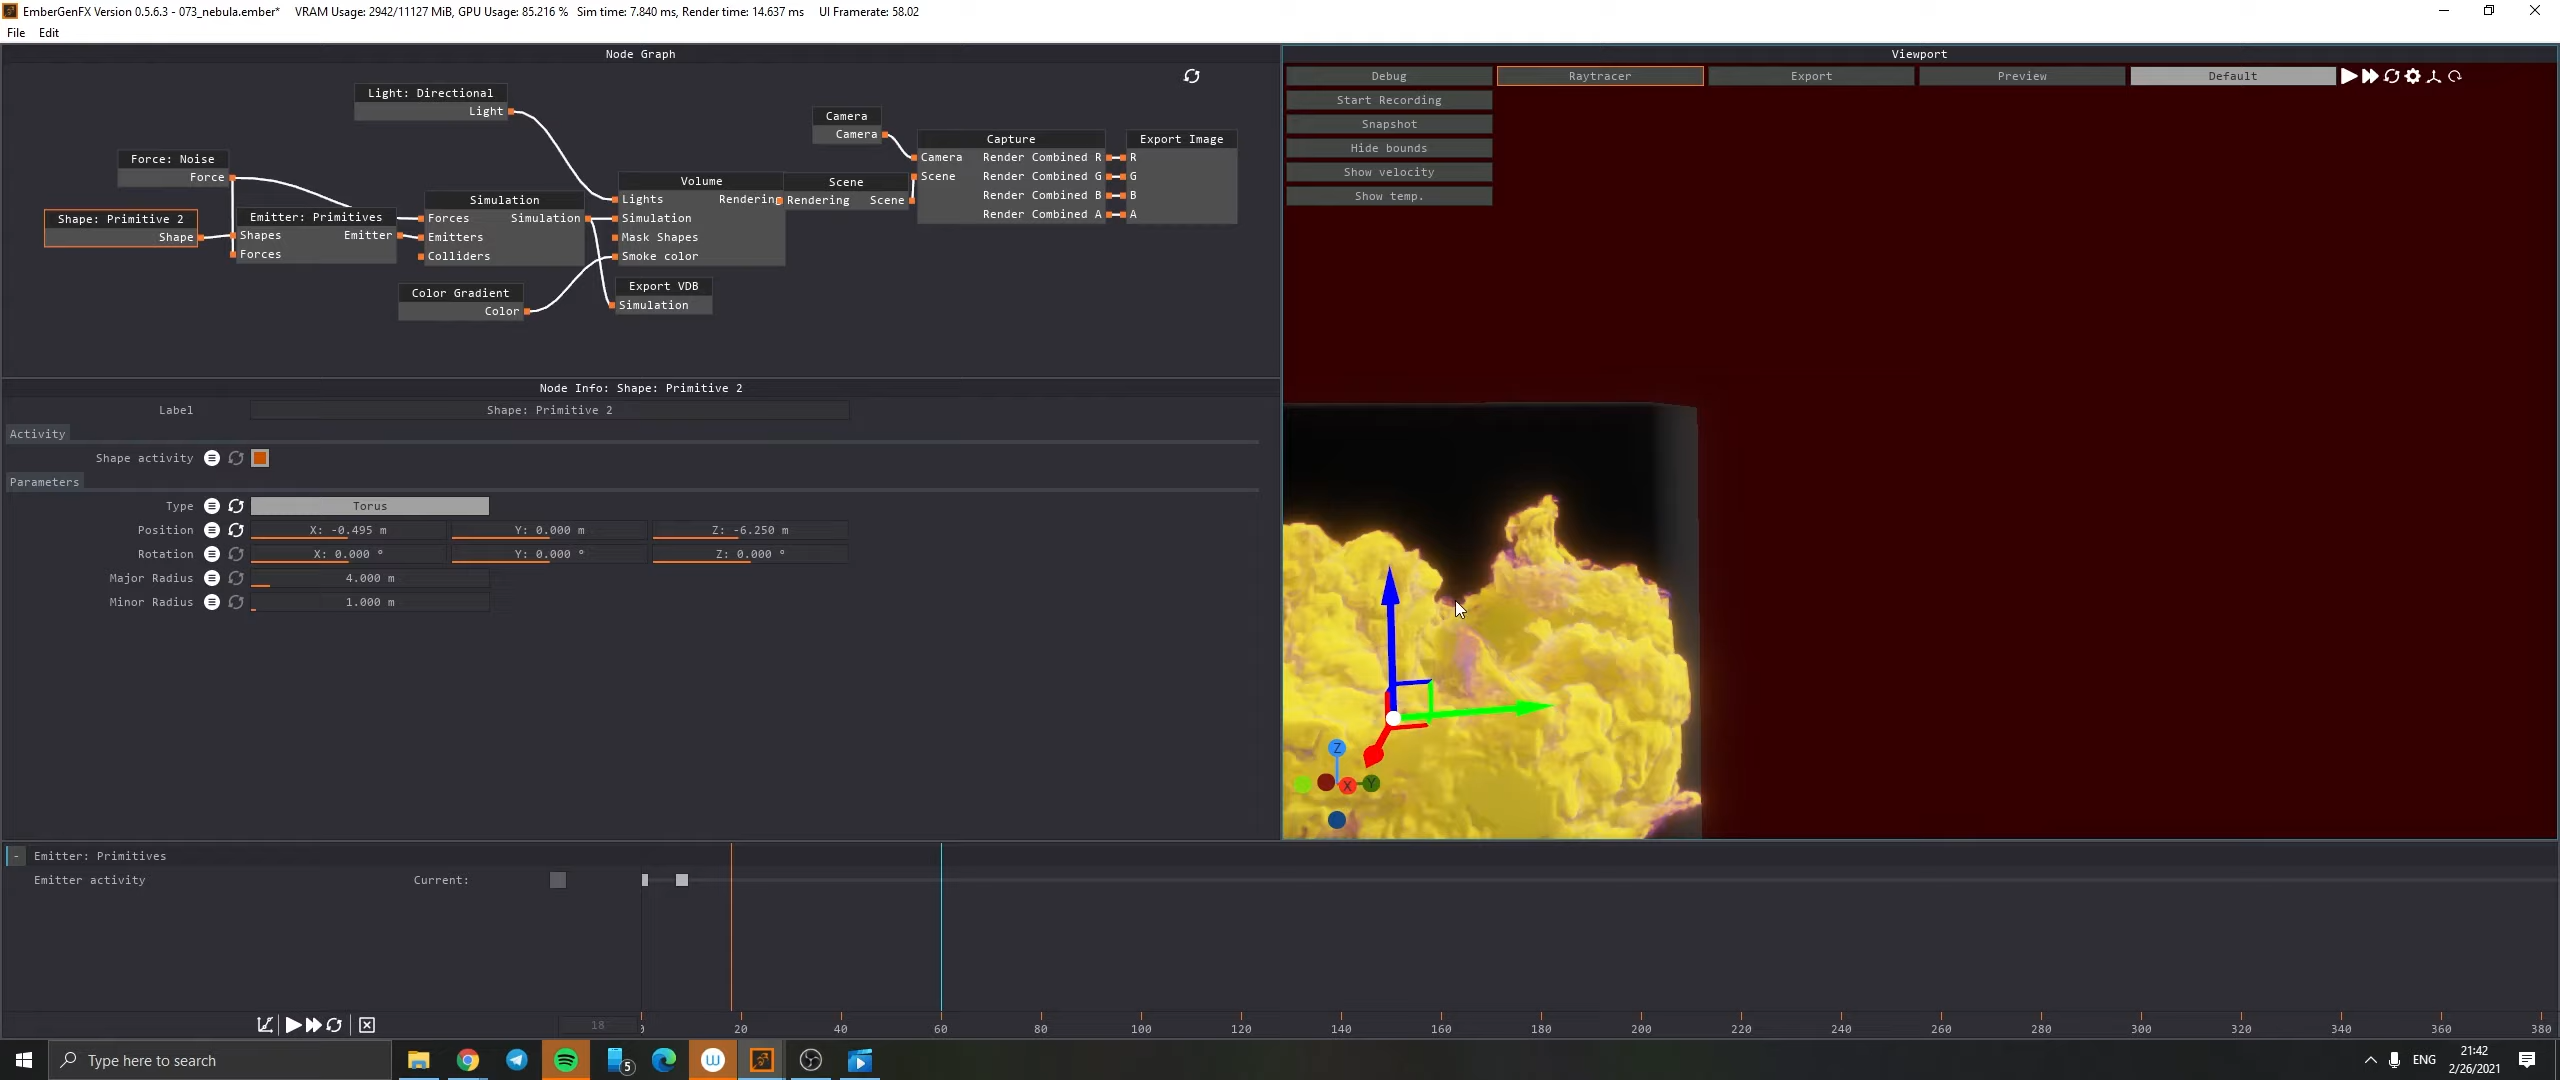 EmberGenFX Version 0.5.6.3 - 073_nebula.ember* VRAM Usage: 2942/11127 MiB, GPU Usage: 85.216 % Sim time: 7.840 ms, Render time: 14.637 ms UI Framerate: 58.02
File Edit
Node Graph
Light: Directional
Light
Force: Noise
Force
Shape: Primitive 2
Shape
Emitter: Primitives
Shapes Emitter
Forces
Simulation
Forces Simulation
Emitters
Colliders
Color Gradient
Color
Volume
Lights Rendering
Simulation
Mask Shapes
Smoke color
Export VDB
Simulation
Scene
Rendering Scene
Camera
Camera
Capture
Camera Render Combined R
Scene Render Combined G
Render Combined B
Render Combined A
Export Image
R
G
B
A
Node Info: Shape: Primitive 2
Label Shape: Primitive 2
Activity
Shape activity
Parameters
Type Torus
Position X: -0.495 m Y: 0.000 m Z: -6.250 m
Rotation X: 0.000 ° Y: 0.000 ° Z: 0.000 °
Major Radius 4.000 m
Minor Radius 1.000 m
Viewport
Debug Raytracer Export Preview Default
Start Recording
Snapshot
Hide bounds
Show velocity
Show temp.
Z
X Y
- Emitter: Primitives
Emitter activity Current:
18
20 40 60 80 100 120 140 160 180 200 220 240 260 280 300 320 340 360 380
Type here to search
5
ENG
21:42
2/26/2021